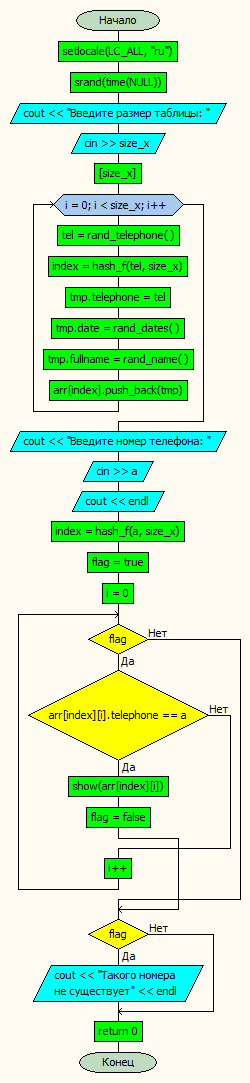 Начало
setlocale(LC_ALL, "ru")
srand(time(NULL))
cout << "Введите размер таблицы: "
cin >> size_x
[size_x]
i = 0; i < size_x; i++
tel = rand_telephone()
index = hash_f(tel, size_x)
tmp.telephone = tel
tmp.date = rand_dates()
tmp.fullname = rand_name()
arr[index].push_back(tmp)
cout << "Введите номер телефона: "
cin >> a
cout << endl
index = hash_f(a, size_x)
flag = true
i = 0
flag
Нет
Да
arr[index][i].telephone == a
Нет
Да
show(arr[index][i])
flag = false
i++
flag
Нет
Да
cout << "Такого номера
не существует" << endl
return 0
Конец